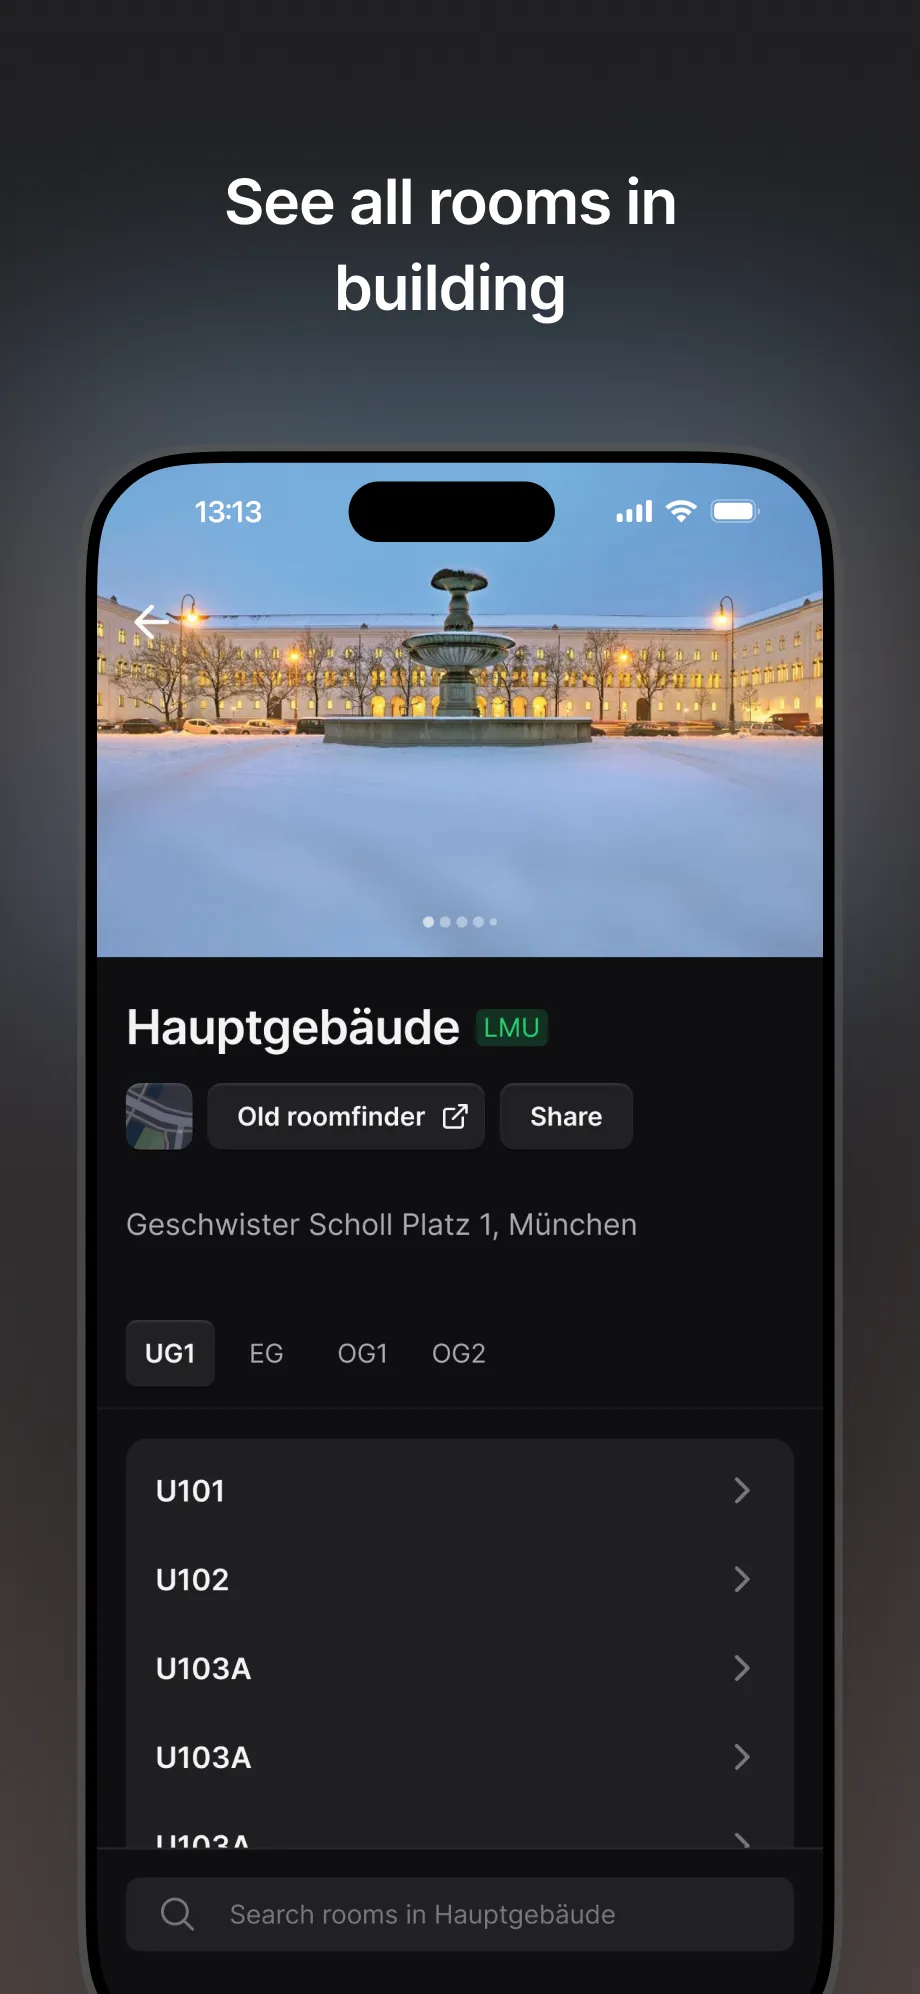 See all rooms in
building
13:13
Hauptgebäude LMU
Old roomfinder Share
Geschwister Scholl Platz 1, München
UG1 EG OG1 OG2
U101
U102
U103A
U103A
U103A
Search rooms in Hauptgebäude